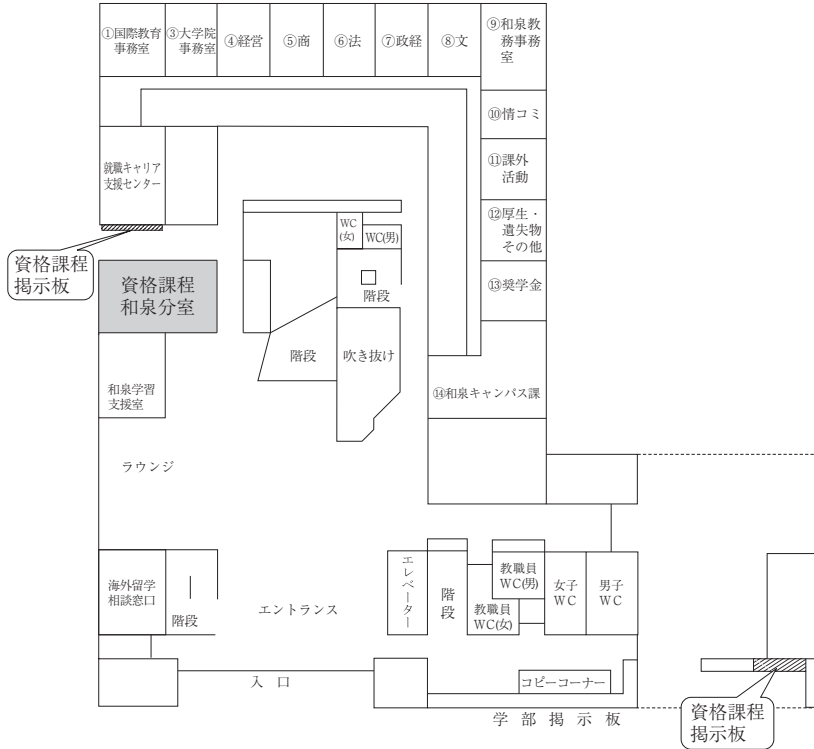 ①国際教育
事務室
③大学院
事務室
④経営
⑤商
⑥法
⑦政経
⑧文
⑨和泉教
務事務
室
⑩情コミ
⑪課外
活動
⑫厚生・
遺失物
その他
⑬奨学金
⑭和泉キャンパス課
就職キャリア
支援センター
資格課程
掲示板
資格課程
和泉分室
和泉学習
支援室
WC
(女)
WC(男)
階段
階段
吹き抜け
ラウンジ
海外留学
相談窓口
階段
エントランス
エレベーター
階段
教職員
WC(男)
教職員
WC(女)
女子
WC
男子
WC
入口
コピーコーナー
学部掲示板
資格課程
掲示板